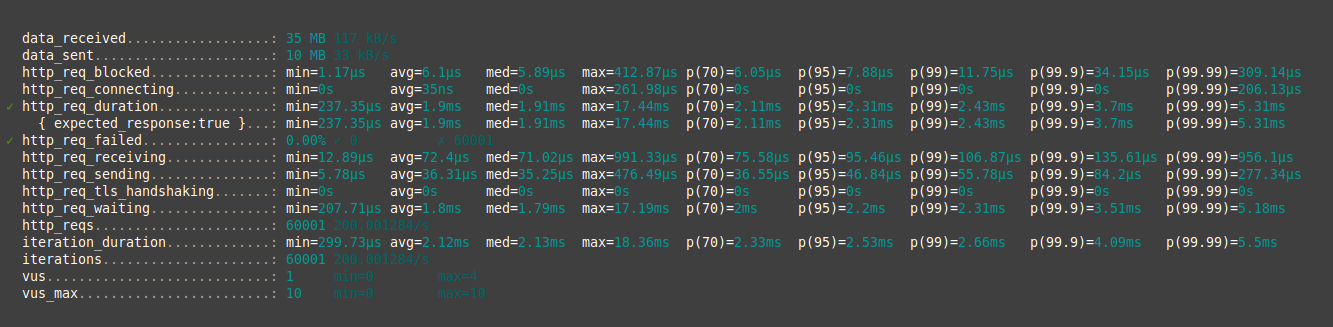 data_received..................: 35 MB 117 kB/s
data_sent......................: 10 MB 33 kB/s
http_req_blocked...............: min=1.17µs avg=6.1µs med=5.89µs max=412.87µs p(70)=6.05µs p(95)=7.88µs p(99)=11.75µs p(99.9)=34.15µs p(99.99)=309.14µs
http_req_connecting............: min=0s avg=35ns med=0s max=261.98µs p(70)=0s p(95)=0s p(99)=0s p(99.9)=0s p(99.99)=206.13µs
✓ http_req_duration..............: min=237.35µs avg=1.9ms med=1.91ms max=17.44ms p(70)=2.11ms p(95)=2.31ms p(99)=2.43ms p(99.9)=3.7ms p(99.99)=5.31ms
{ expected_response:true }...: min=237.35µs avg=1.9ms med=1.91ms max=17.44ms p(70)=2.11ms p(95)=2.31ms p(99)=2.43ms p(99.9)=3.7ms p(99.99)=5.31ms
✓ http_req_failed................: 0.00% ✓ 0 ✗ 60001
http_req_receiving.............: min=12.89µs avg=72.4µs med=71.02µs max=991.33µs p(70)=75.58µs p(95)=95.46µs p(99)=106.87µs p(99.9)=135.61µs p(99.99)=956.1µs
http_req_sending...............: min=5.78µs avg=36.31µs med=35.25µs max=476.49µs p(70)=36.55µs p(95)=46.84µs p(99)=55.78µs p(99.9)=84.2µs p(99.99)=277.34µs
http_req_tls_handshaking.......: min=0s avg=0s med=0s max=0s p(70)=0s p(95)=0s p(99)=0s p(99.9)=0s p(99.99)=0s
http_req_waiting...............: min=207.71µs avg=1.8ms med=1.79ms max=17.19ms p(70)=2ms p(95)=2.2ms p(99)=2.31ms p(99.9)=3.51ms p(99.99)=5.18ms
http_reqs......................: 60001 200.001284/s
iteration_duration.............: min=299.73µs avg=2.12ms med=2.13ms max=18.36ms p(70)=2.33ms p(95)=2.53ms p(99)=2.66ms p(99.9)=4.09ms p(99.99)=5.5ms
iterations.....................: 60001 200.001284/s
vus............................: 1 min=0 max=4
vus_max........................: 10 min=0 max=10